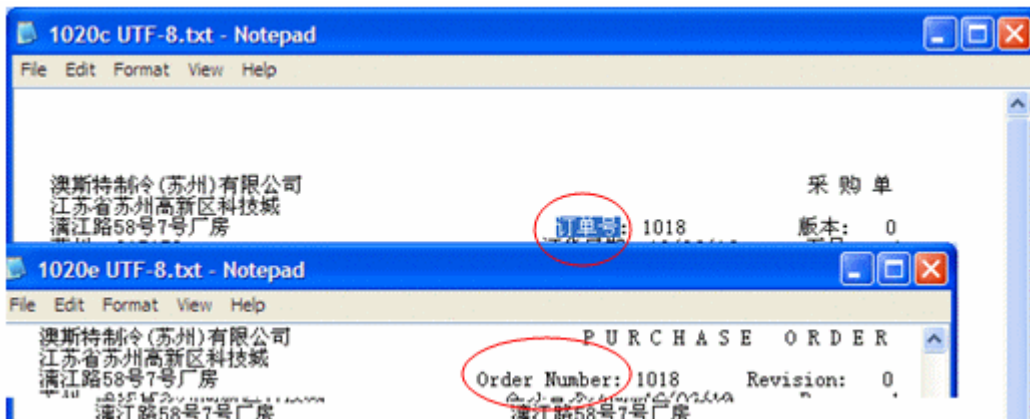 1020c UTF-8.txt - Notepad
File Edit Format View Help
澳斯特制冷(苏州)有限公司 采 购 单
江苏省苏州高新区科技城
漓江路58号7号厂房 订单号: 1018 版本: 0
1020e UTF-8.txt - Notepad
File Edit Format View Help
澳斯特制冷(苏州)有限公司 P U R C H A S E O R D E R
江苏省苏州高新区科技城
漓江路58号7号厂房 Order Number: 1018 Revision: 0
漓江路58号7号厂房 漓江路58号7号厂房